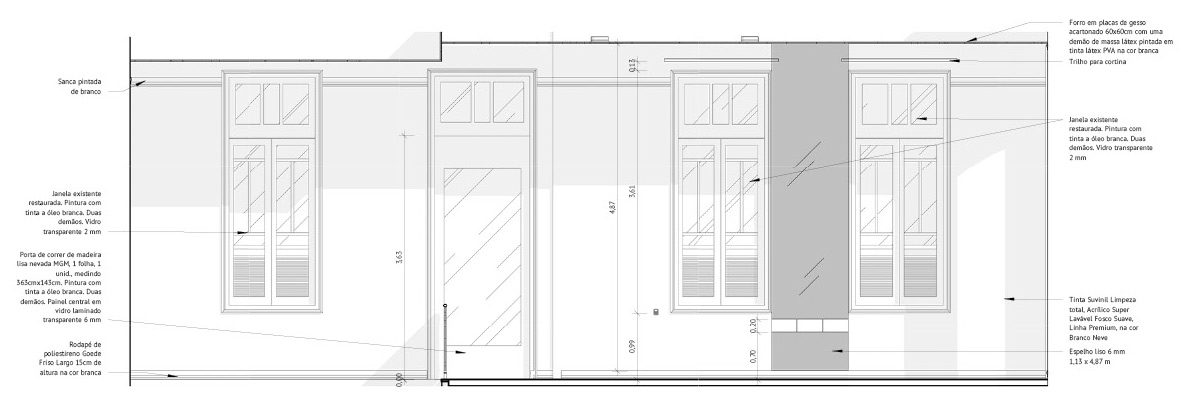 Forro em placas de gesso
acartonado 60x60cm com uma
demão de massa látex pintada em
tinta látex PVA na cor branca
Trilho para cortina
Sanca pintada
de branco
Janela existente
restaurada. Pintura com
tinta a óleo branca. Duas
demãos. Vidro transparente
2 mm
Janela existente
restaurada. Pintura com
tinta a óleo branca. Duas
demãos. Vidro
transparente 2 mm
Porta de correr de madeira
lisa nevada MGM, 1 folha, 1
unid., medindo
363cmx143cm. Pintura com
tinta a óleo branca. Duas
demãos. Painel central em
vidro laminado
transparente 6 mm
Rodapé de
poliestireno Goede
Friso Largo 15cm de
altura na cor branca
Tinta Suvinil Limpeza
total, Acrílico Super
Lavável Fosco Suave,
Linha Premium, na cor
Branco Neve
Espelho liso 6 mm
1,13 x 4,87 m
3,63
0,00
4,87
0,13
3,61
0,99
0,20
0,70